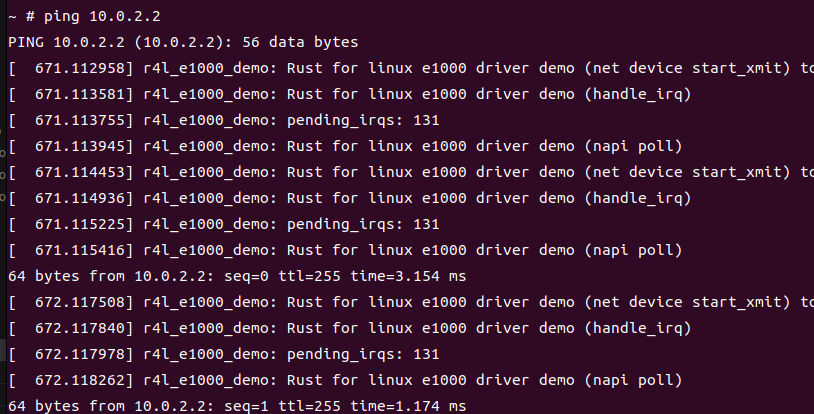 ~ # ping 10.0.2.2
PING 10.0.2.2 (10.0.2.2): 56 data bytes
[  671.112958] r4l_e1000_demo: Rust for linux e1000 driver demo (net device start_xmit)
[  671.113581] r4l_e1000_demo: Rust for linux e1000 driver demo (handle_irq)
[  671.113755] r4l_e1000_demo: pending_irqs: 131
[  671.113945] r4l_e1000_demo: Rust for linux e1000 driver demo (napi poll)
[  671.114453] r4l_e1000_demo: Rust for linux e1000 driver demo (net device start_xmit)
[  671.114936] r4l_e1000_demo: Rust for linux e1000 driver demo (handle_irq)
[  671.115225] r4l_e1000_demo: pending_irqs: 131
[  671.115416] r4l_e1000_demo: Rust for linux e1000 driver demo (napi poll)
64 bytes from 10.0.2.2: seq=0 ttl=255 time=3.154 ms
[  672.117508] r4l_e1000_demo: Rust for linux e1000 driver demo (net device start_xmit)
[  672.117840] r4l_e1000_demo: Rust for linux e1000 driver demo (handle_irq)
[  672.117978] r4l_e1000_demo: pending_irqs: 131
[  672.118262] r4l_e1000_demo: Rust for linux e1000 driver demo (napi poll)
64 bytes from 10.0.2.2: seq=1 ttl=255 time=1.174 ms